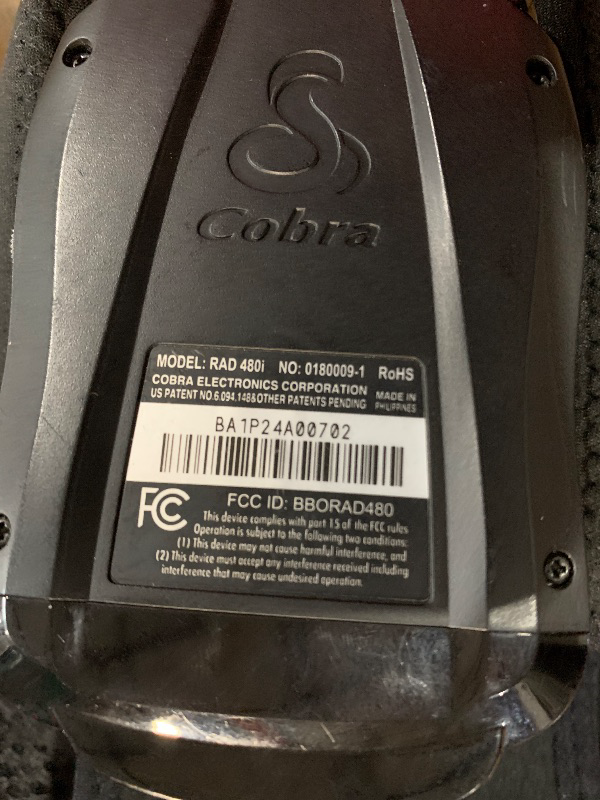 Cobra
MODEL: RAD 480i NO: 0180009-1 RoHS
COBRA ELECTRONICS CORPORATION
US PATENT NO.6.094.148&OTHER PATENTS PENDING
MADE IN
PHILIPPINES
BA1P24A00702
FC FCC ID: BBORAD480
This device complies with part 15 of the FCC rules
Operation is subject to the following two conditions:
(1) This device may not cause harmful interference, and
(2) This device must accept any interference received including
interference that may cause undesired operation.